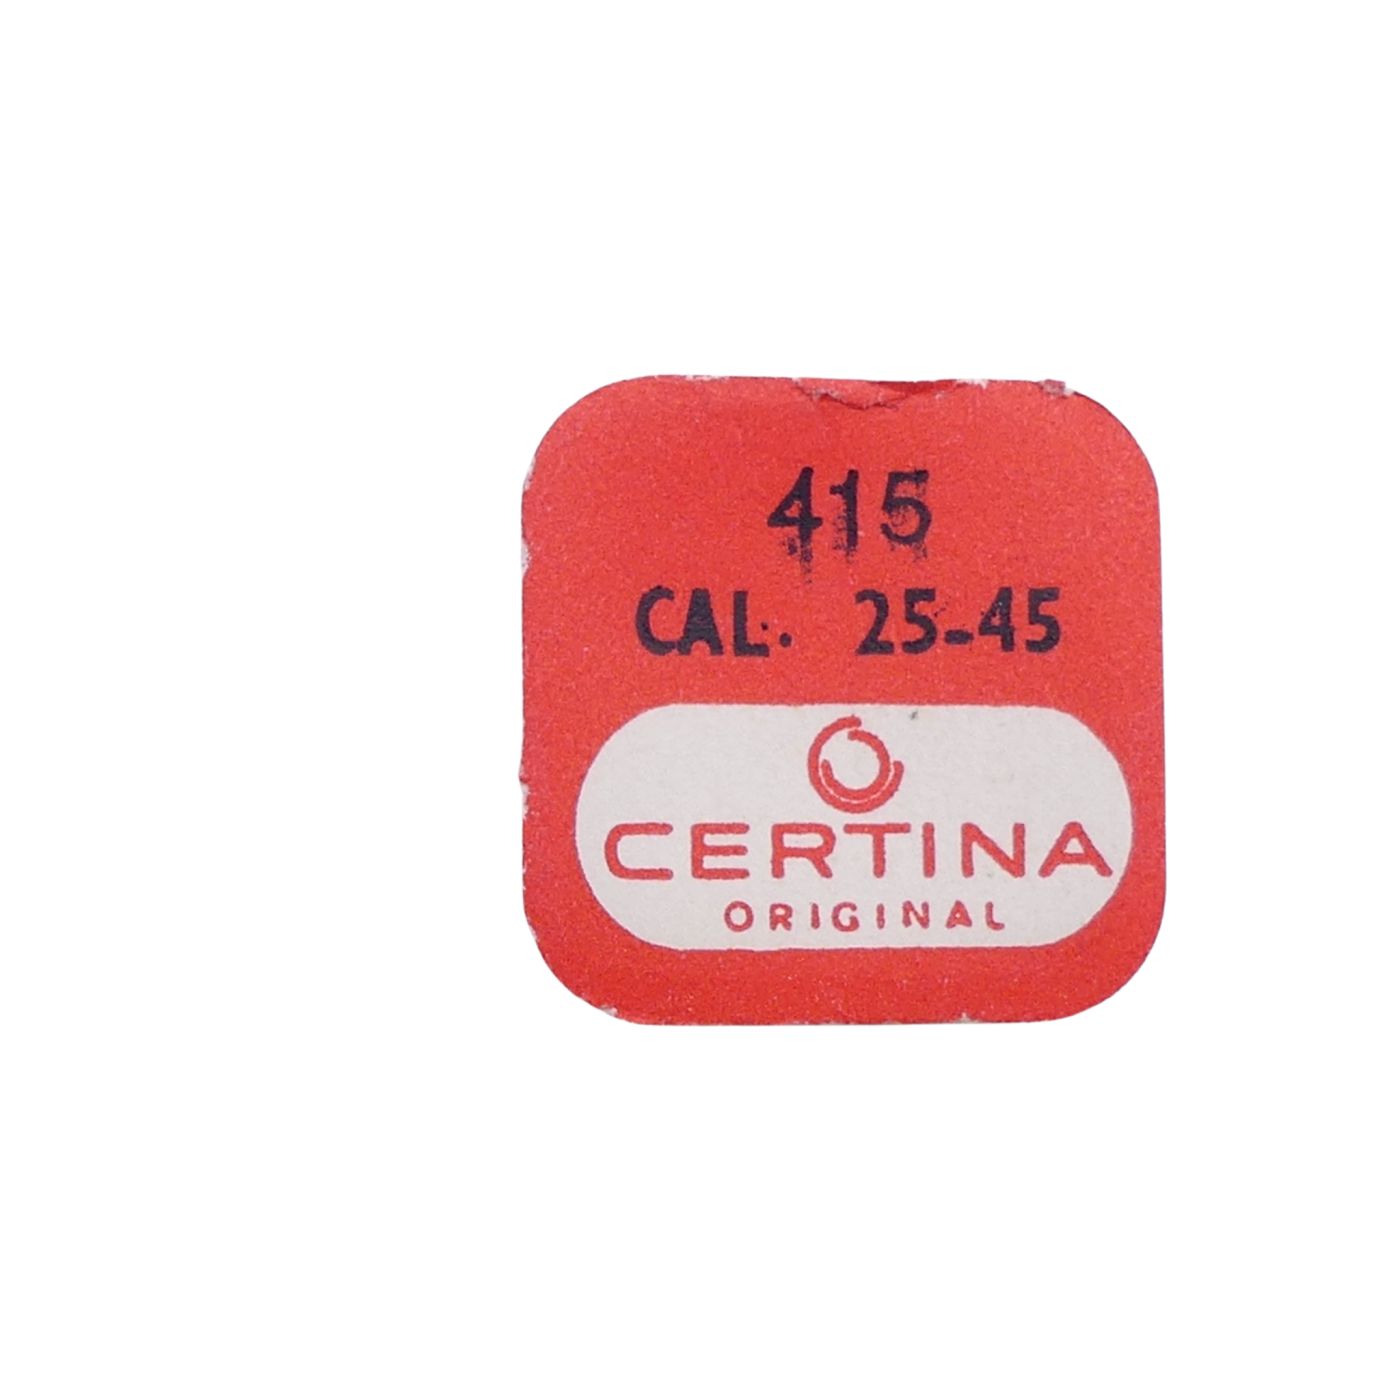 415
CAL. 25-45
CERTINA
ORIGINAL